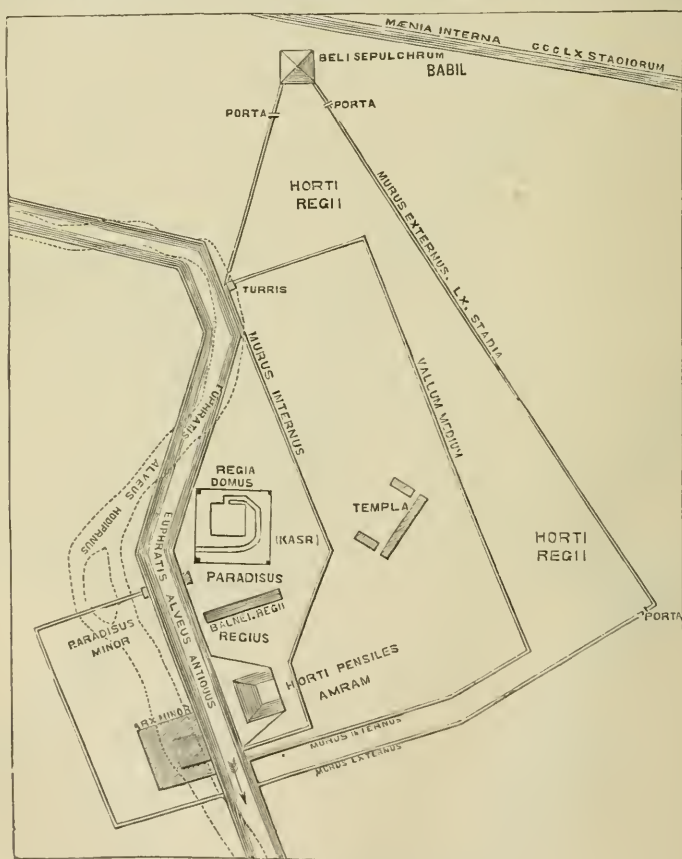 MÆNIA INTERNA CCCLX STADIORUM
BELI SEPULCHRUM
BABIL
PORTA
PORTA
HORTI
REGII
MURUS EXTERNUS. LX. STADIA
TURRIS
MURUS INTERNUS
VALLUM MEDIUM
EUPHRATIS
ALVEUS
HODIERNUS
REGIA
DOMUS
(KASR)
TEMPLA
HORTI
REGII
EUPHRATIS ALVEUS ANTIQUUS
PARADISUS
BALNEI. REGII
REGIUS
PARADISUS
MINOR
PORTA
HORTI PENSILES
AMRAM
MINOR
MURUS INTERNUS
MURUS EXTERNUS